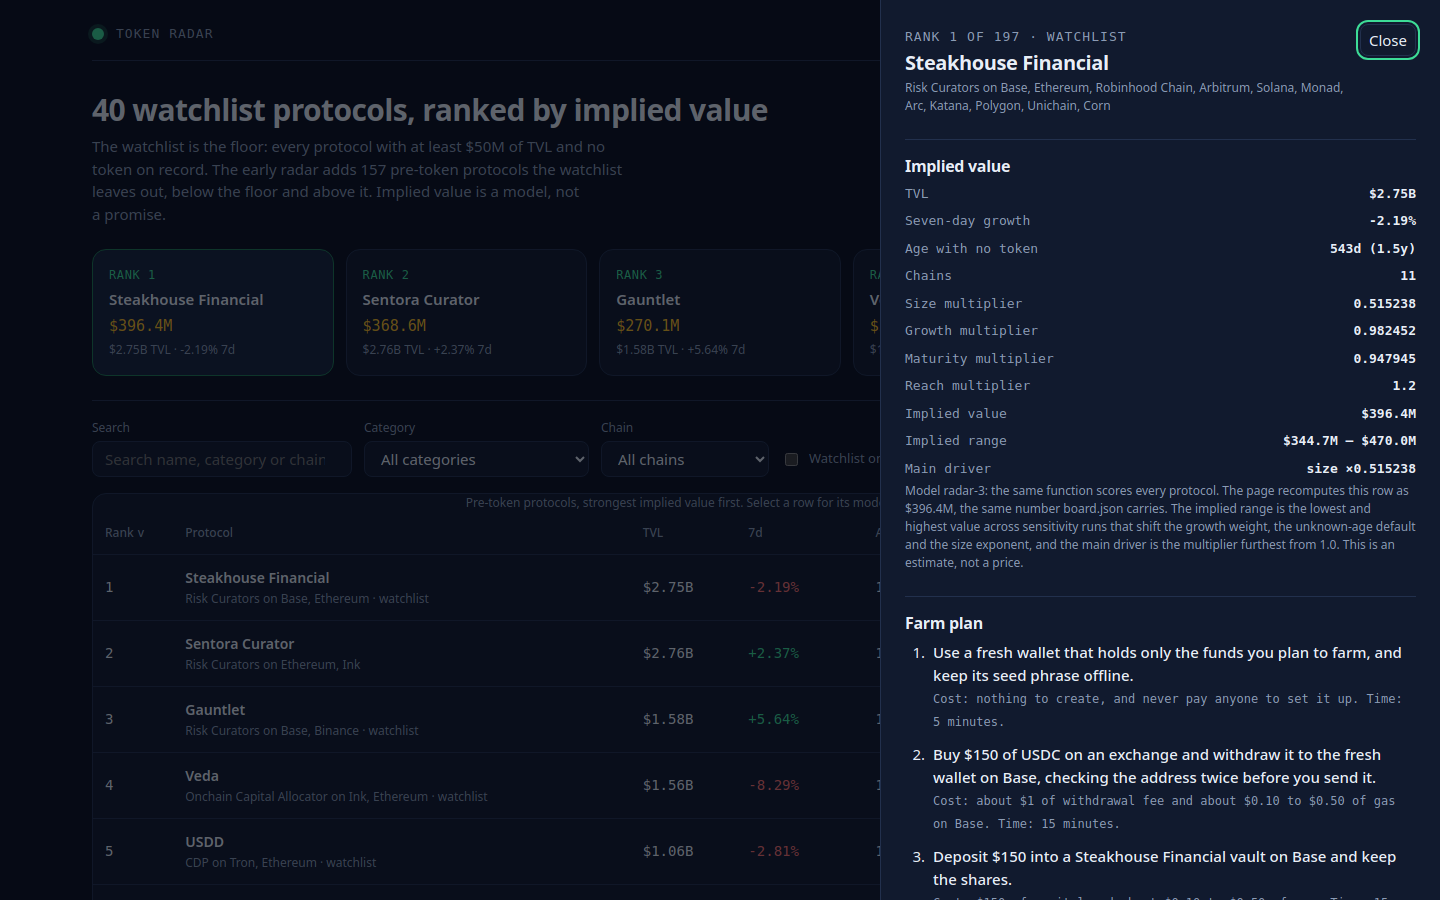 TOKEN RADAR
40 watchlist protocols, ranked by implied value
The watchlist is the floor: every protocol with at least $50M of TVL and no
token on record. The early radar adds 157 pre-token protocols the watchlist
leaves out, below the floor and above it. Implied value is a model, not
a promise.
RANK 1
Steakhouse Financial
$396.4M
$2.75B TVL · -2.19% 7d
RANK 2
Sentora Curator
$368.6M
$2.76B TVL · +2.37% 7d
RANK 3
Gauntlet
$270.1M
$1.58B TVL · +5.64% 7d
Search
Search name, category or chain
Category
All categories
Chain
All chains
Watchlist
Pre-token protocols, strongest implied value first. Select a row for its
Rank v
Protocol
TVL
7d
1
Steakhouse Financial
Risk Curators on Base, Ethereum · watchlist
$2.75B
-2.19%
2
Sentora Curator
Risk Curators on Ethereum, Ink
$2.76B
+2.37%
3
Gauntlet
Risk Curators on Base, Binance · watchlist
$1.58B
+5.64%
4
Veda
Onchain Capital Allocator on Ink, Ethereum · watchlist
$1.56B
-8.29%
5
USDD
CDP on Tron, Ethereum · watchlist
$1.06B
-2.81%
RANK 1 OF 197 · WATCHLIST
Close
Steakhouse Financial
Risk Curators on Base, Ethereum, Robinhood Chain, Arbitrum, Solana, Monad,
Arc, Katana, Polygon, Unichain, Corn
Implied value
TVL $2.75B
Seven-day growth -2.19%
Age with no token 543d (1.5y)
Chains 11
Size multiplier 0.515238
Growth multiplier 0.982452
Maturity multiplier 0.947945
Reach multiplier 1.2
Implied value $396.4M
Implied range $344.7M — $470.0M
Main driver size ×0.515238
Model radar-3: the same function scores every protocol. The page recomputes this row as
$396.4M, the same number board.json carries. The implied range is the lowest and
highest value across sensitivity runs that shift the growth weight, the unknown-age default
and the size exponent, and the main driver is the multiplier furthest from 1.0. This is an
estimate, not a price.
Farm plan
1. Use a fresh wallet that holds only the funds you plan to farm, and
keep its seed phrase offline.
Cost: nothing to create, and never pay anyone to set it up. Time:
5 minutes.
2. Buy $150 of USDC on an exchange and withdraw it to the fresh
wallet on Base, checking the address twice before you send it.
Cost: about $1 of withdrawal fee and about $0.10 to $0.50 of gas
on Base. Time: 15 minutes.
3. Deposit $150 into a Steakhouse Financial vault on Base and keep
the shares.